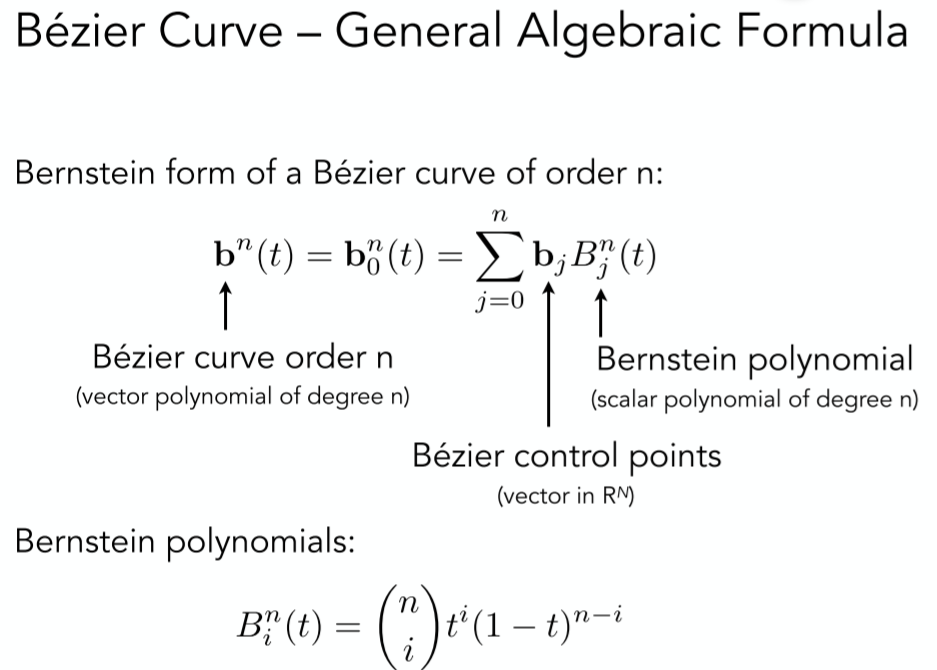 Bézier Curve – General Algebraic Formula
Bernstein form of a Bézier curve of order n:
$\mathbf{b}^n(t) = \mathbf{b}_0^n(t) = \sum_{j=0}^{n} \mathbf{b}_j B_j^n(t)$
Bézier curve order n
(vector polynomial of degree n)
Bernstein polynomial
(scalar polynomial of degree n)
Bézier control points
(vector in Rᴺ)
Bernstein polynomials:
$B_i^n(t) = \binom{n}{i} t^i (1 - t)^{n-i}$